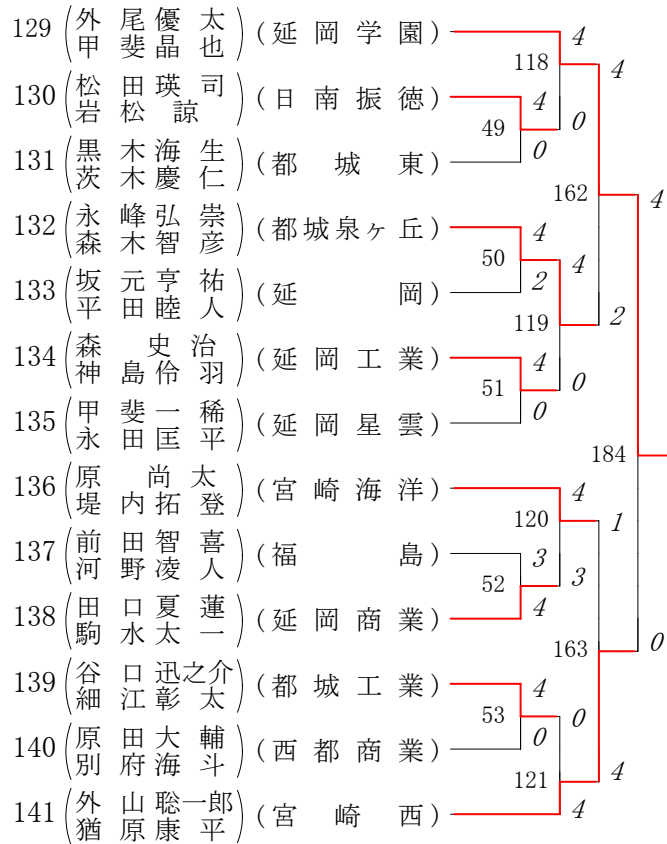 129 外尾優太 甲斐晶也 (延岡学園)
130 松田瑛司 岩松諒 (日南振徳)
131 黒木海生 茨木慶仁 (都城東)
132 永峰弘崇 森木智彦 (都城泉ヶ丘)
133 坂元亨祐 平田睦人 (延岡)
134 森史治 神島伶羽 (延岡工業)
135 甲斐一稀 永田匡平 (延岡星雲)
136 原尚太 堤内拓登 (宮崎海洋)
137 前田智喜 河野凌人 (福島)
138 田口夏蓮 駒水太一 (延岡商業)
139 谷口迅之介 細江彰太 (都城工業)
140 原田大輔 別府海斗 (西都商業)
141 外山聡一郎 猶原康平 (宮崎西)
4
118
4
4
0
49
0
162
4
4
50
4
2
119
2
4
51
0
0
184
4
120
1
3
52
3
4
163
0
4
53
0
0
121
4
4